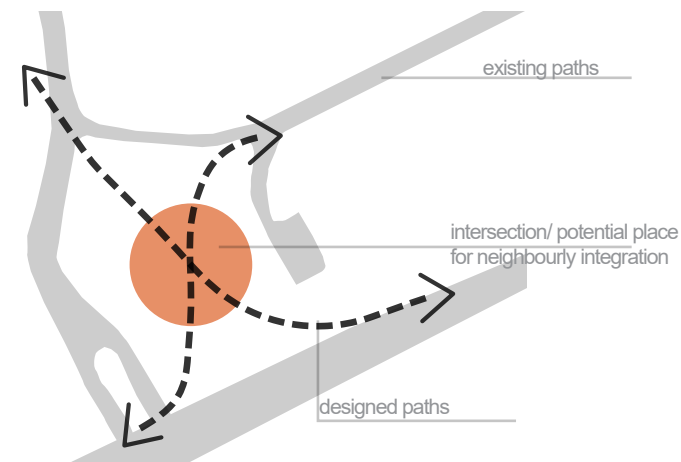 existing paths
intersection/ potential place
for neighbourly integration
designed paths